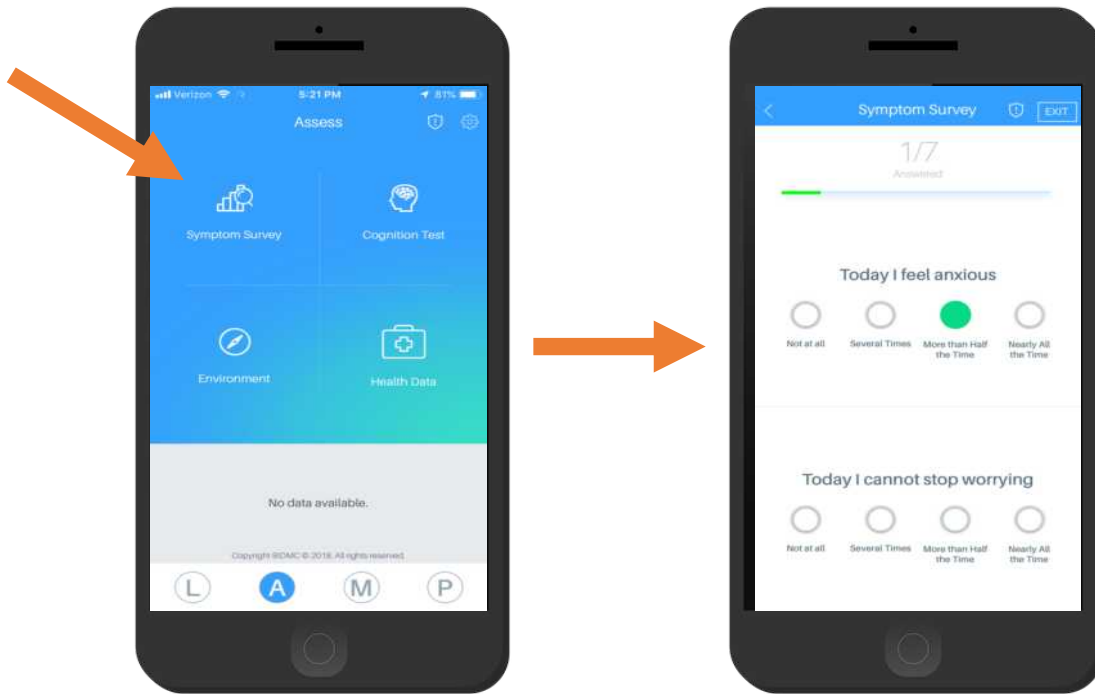 Verizon
5:21 PM
81%
Assess
Symptom Survey
Cognition Test
Environment
Health Data
No data available.
Copyright BIDMC © 2018. All rights reserved.
L
A
M
P
Symptom Survey
EXIT
1/7
Answered
Today I feel anxious
Not at all
Several Times
More than Half
the Time
Nearly All
the Time
Today I cannot stop worrying
Not at all
Several Times
More than Half
the Time
Nearly All
the Time